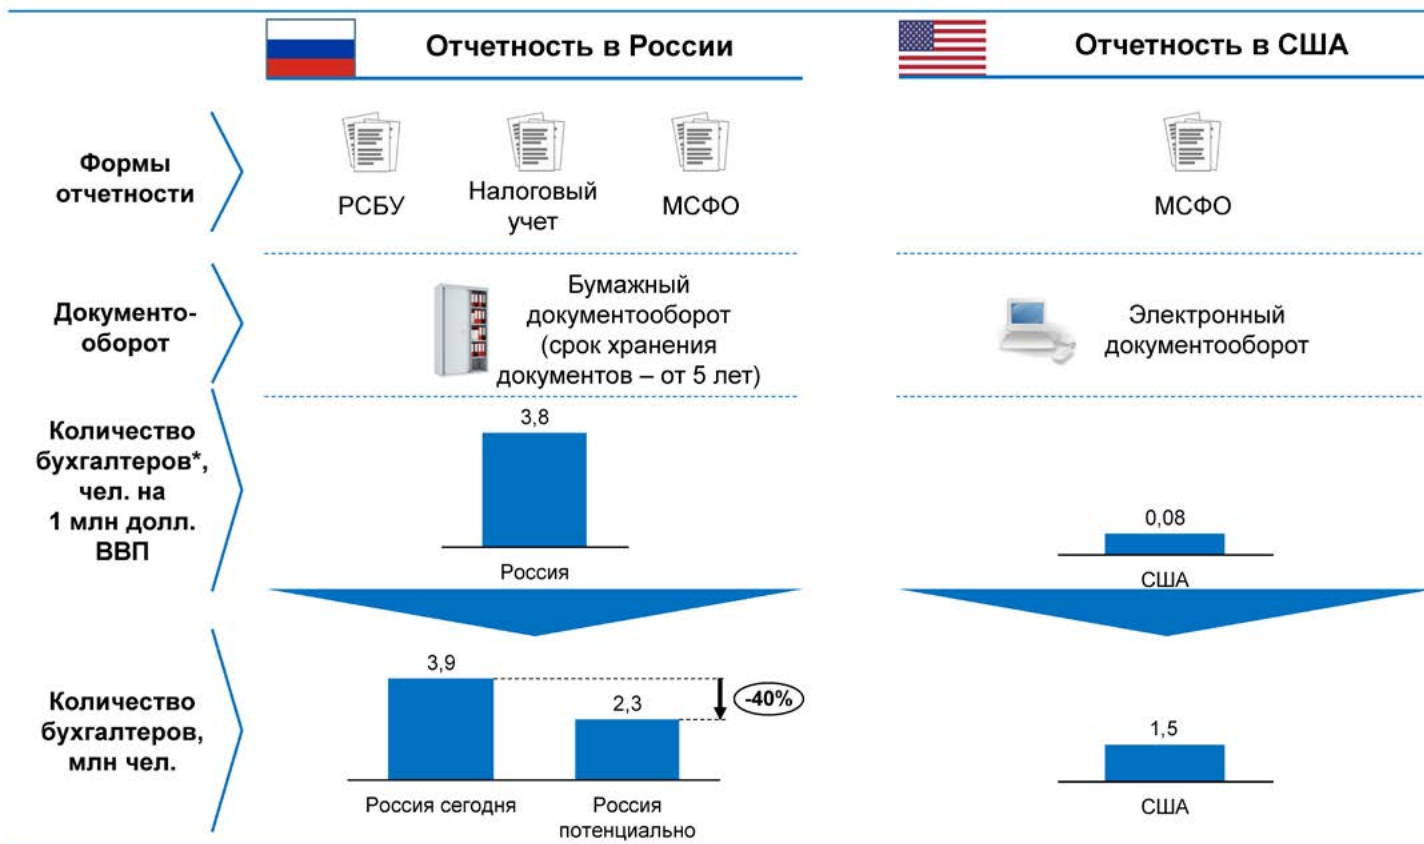 Отчетность в России
Отчетность в США
Формы
отчетности
РСБУ
Налоговый
учет
МСФО
МСФО
Документо-
оборот
Бумажный
документооборот
(срок хранения
документов – от 5 лет)
Электронный
документооборот
Количество
бухгалтеров*,
чел. на
1 млн долл.
ВВП
3,8
Россия
0,08
США
Количество
бухгалтеров,
млн чел.
3,9
Россия сегодня
2,3
Россия
потенциально
-40%
1,5
США